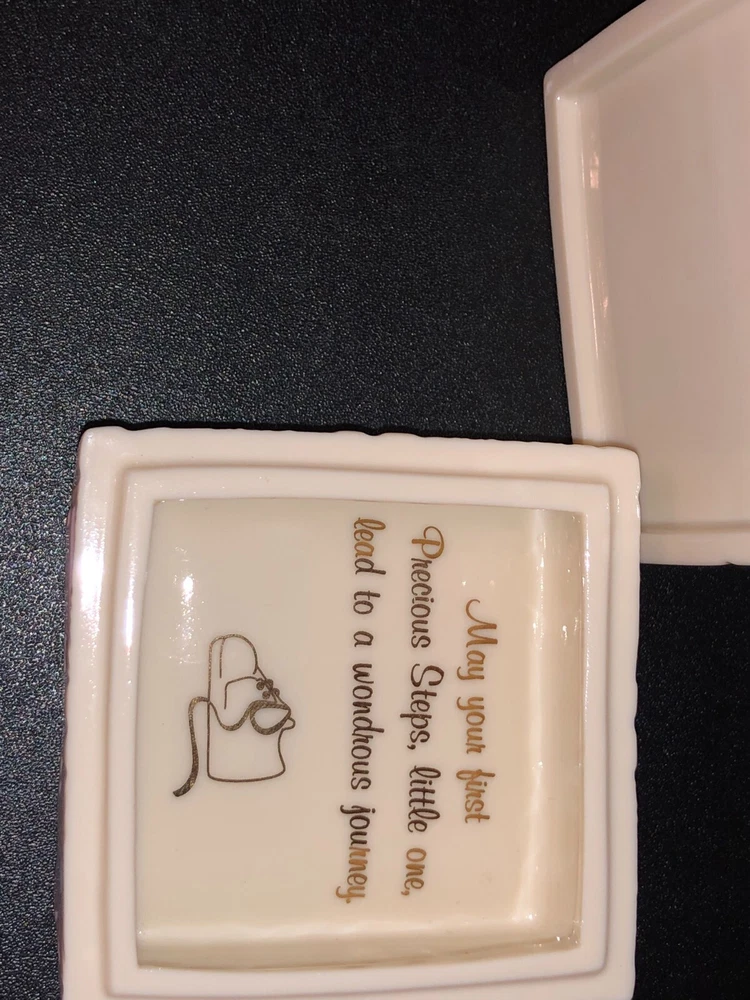 May your first
Precious Steps, little one,
lead to a wondrous journey.